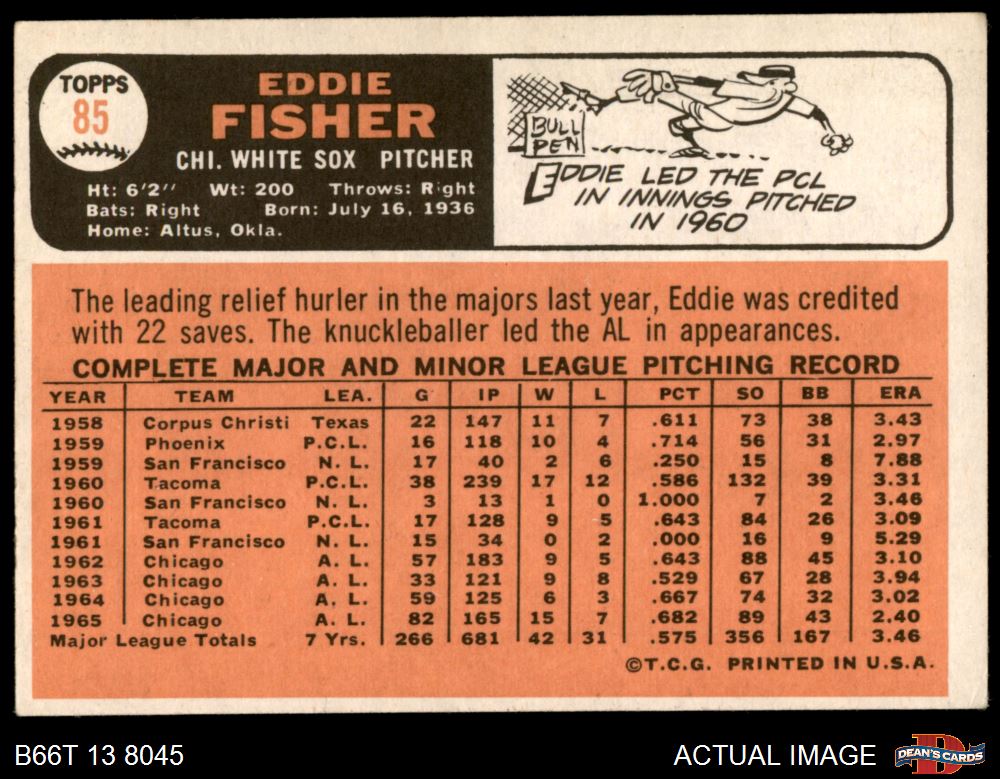 TOPPS
85
EDDIE
FISHER
CHI. WHITE SOX PITCHER
Ht: 6'2" Wt: 200 Throws: Right
Bats: Right Born: July 16, 1936
Home: Altus, Okla.
BULL
PEN
EDDIE LED THE PCL
IN INNINGS PITCHED
IN 1960
The leading relief hurler in the majors last year, Eddie was credited
with 22 saves. The knuckleballer led the AL in appearances.
COMPLETE MAJOR AND MINOR LEAGUE PITCHING RECORD
YEAR TEAM LEA. G IP W L PCT SO BB ERA
1958 Corpus Christi Texas 22 147 11 7 .611 73 38 3.43
1959 Phoenix P.C.L. 16 118 10 4 .714 56 31 2.97
1959 San Francisco N. L. 17 40 2 6 .250 15 8 7.88
1960 Tacoma P.C.L. 38 239 17 12 .586 132 39 3.31
1960 San Francisco N. L. 3 13 1 0 1.000 7 2 3.46
1961 Tacoma P.C.L. 17 128 9 5 .643 84 26 3.09
1961 San Francisco N. L. 15 34 0 2 .000 16 9 5.29
1962 Chicago A. L. 57 183 9 5 .643 88 45 3.10
1963 Chicago A. L. 33 121 9 8 .529 67 28 3.94
1964 Chicago A. L. 59 125 6 3 .667 74 32 3.02
1965 Chicago A. L. 82 165 15 7 .682 89 43 2.40
Major League Totals 7 Yrs. 266 681 42 31 .575 356 167 3.46
©T.C.G. PRINTED IN U.S.A.
B66T 13 8045
ACTUAL IMAGE
D
DEAN'S CARDS